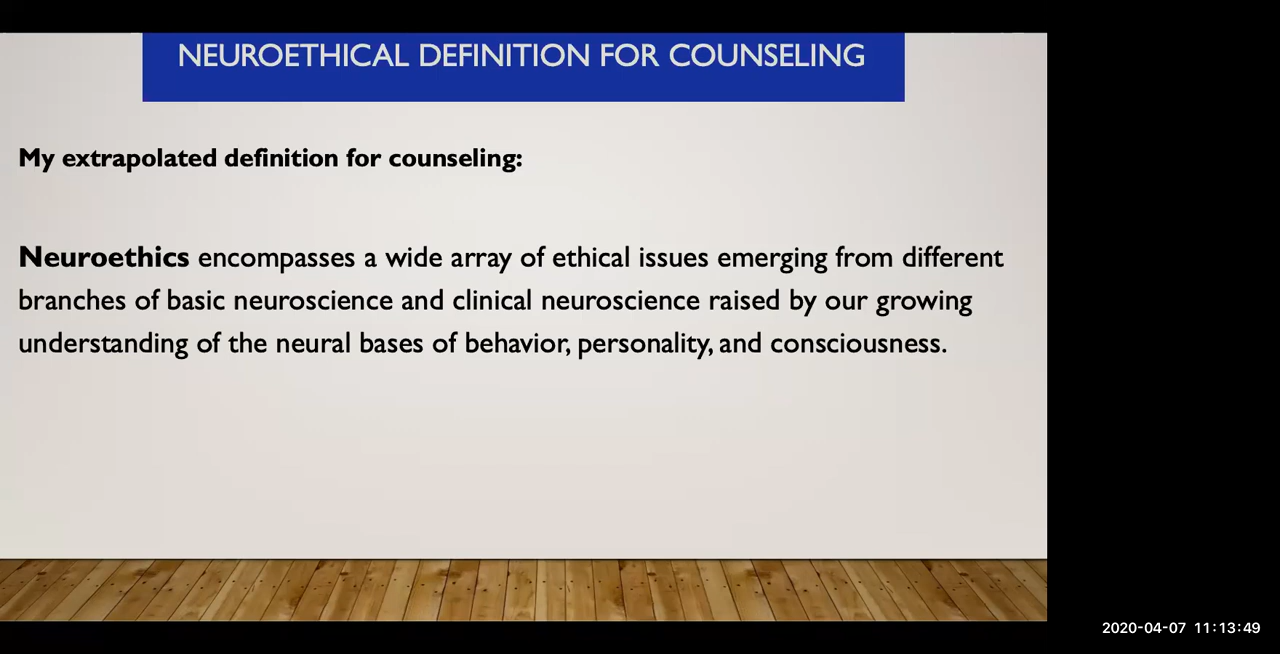 NEUROETHICAL DEFINITION FOR COUNSELING
My extrapolated definition for counseling:
Neuroethics encompasses a wide array of ethical issues emerging from different
branches of basic neuroscience and clinical neuroscience raised by our growing
understanding of the neural bases of behavior, personality, and consciousness.
2020-04-07 11:13:49